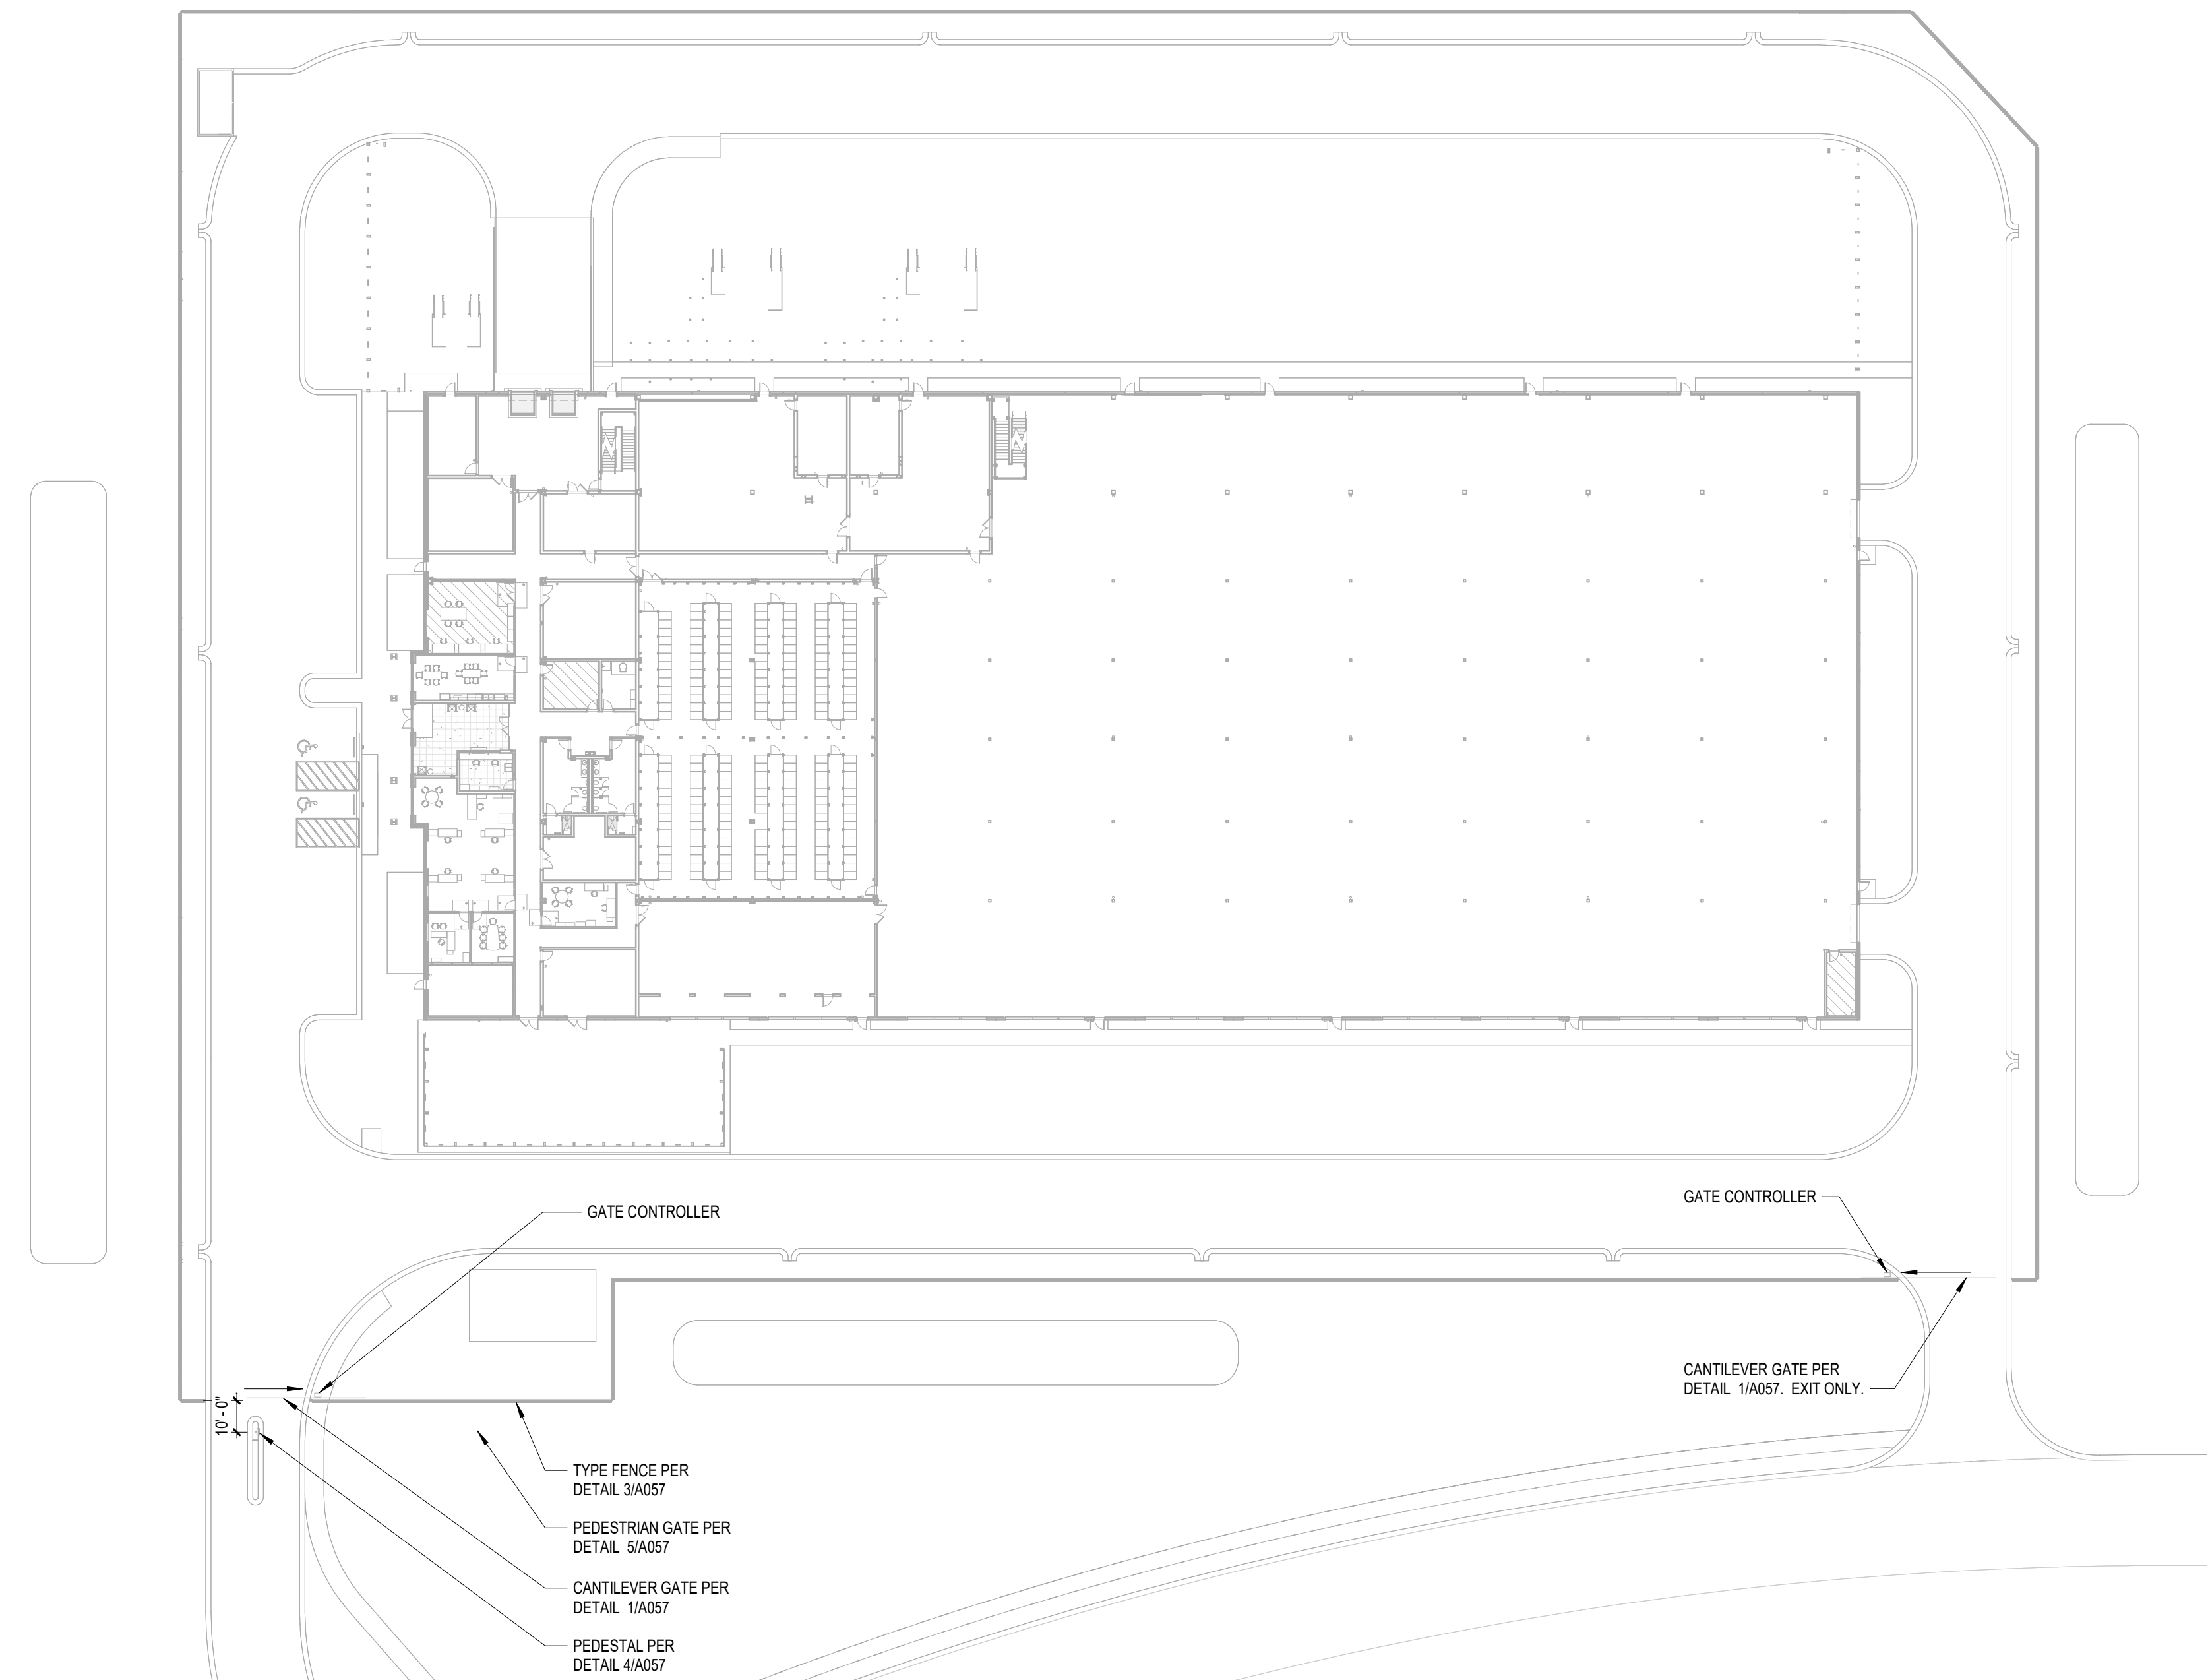 GATE CONTROLLER
GATE CONTROLLER
CANTILEVER GATE PER
DETAIL 1/A057. EXIT ONLY.
10' - 0"
TYPE FENCE PER
DETAIL 3/A057
PEDESTRIAN GATE PER
DETAIL 5/A057
CANTILEVER GATE PER
DETAIL 1/A057
PEDESTAL PER
DETAIL 4/A057